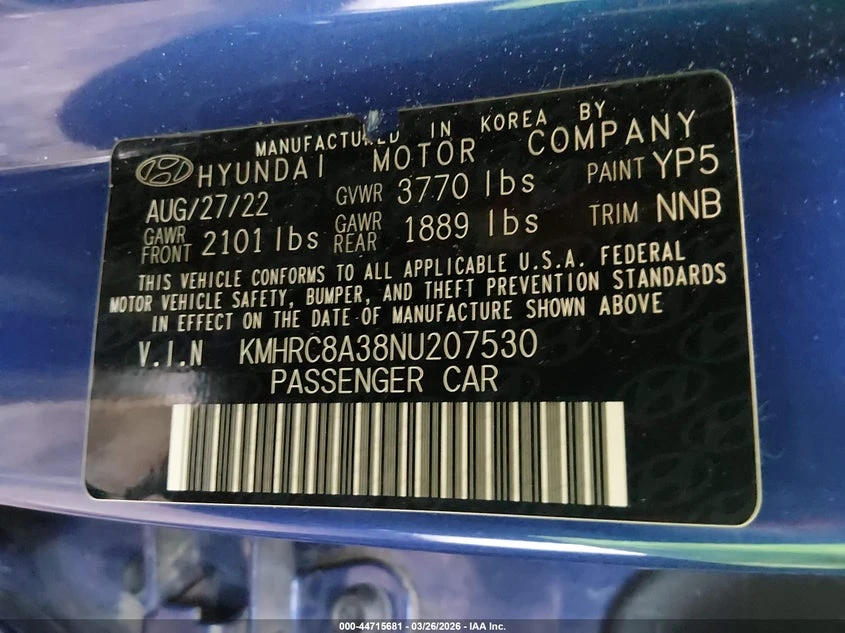 MANUFACTURED IN KOREA BY
HYUNDAI MOTOR COMPANY
AUG/27/22 GVWR 3770 lbs PAINT YP5
GAWR FRONT 2101 lbs GAWR REAR 1889 lbs TRIM NNB
THIS VEHICLE CONFORMS TO ALL APPLICABLE U.S.A. FEDERAL
MOTOR VEHICLE SAFETY, BUMPER, AND THEFT PREVENTION STANDARDS
IN EFFECT ON THE DATE OF MANUFACTURE SHOWN ABOVE
V.I.N KMHRC8A38NU207530
PASSENGER CAR
000-44715681 | 03/26/2026 | IAA Inc.